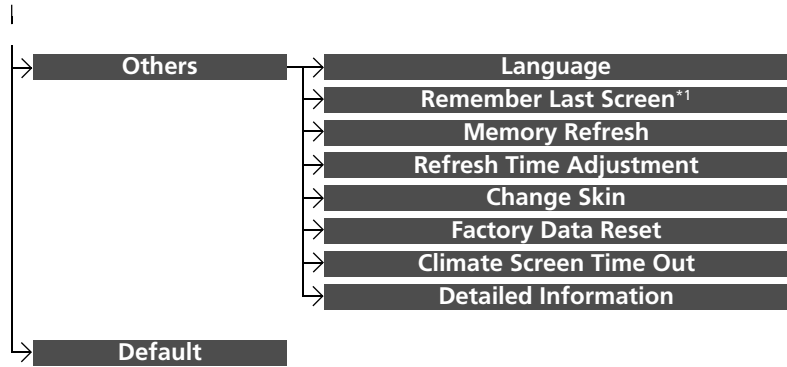 Others
Language
Remember Last Screen*1
Memory Refresh
Refresh Time Adjustment
Change Skin
Factory Data Reset
Climate Screen Time Out
Detailed Information
Default